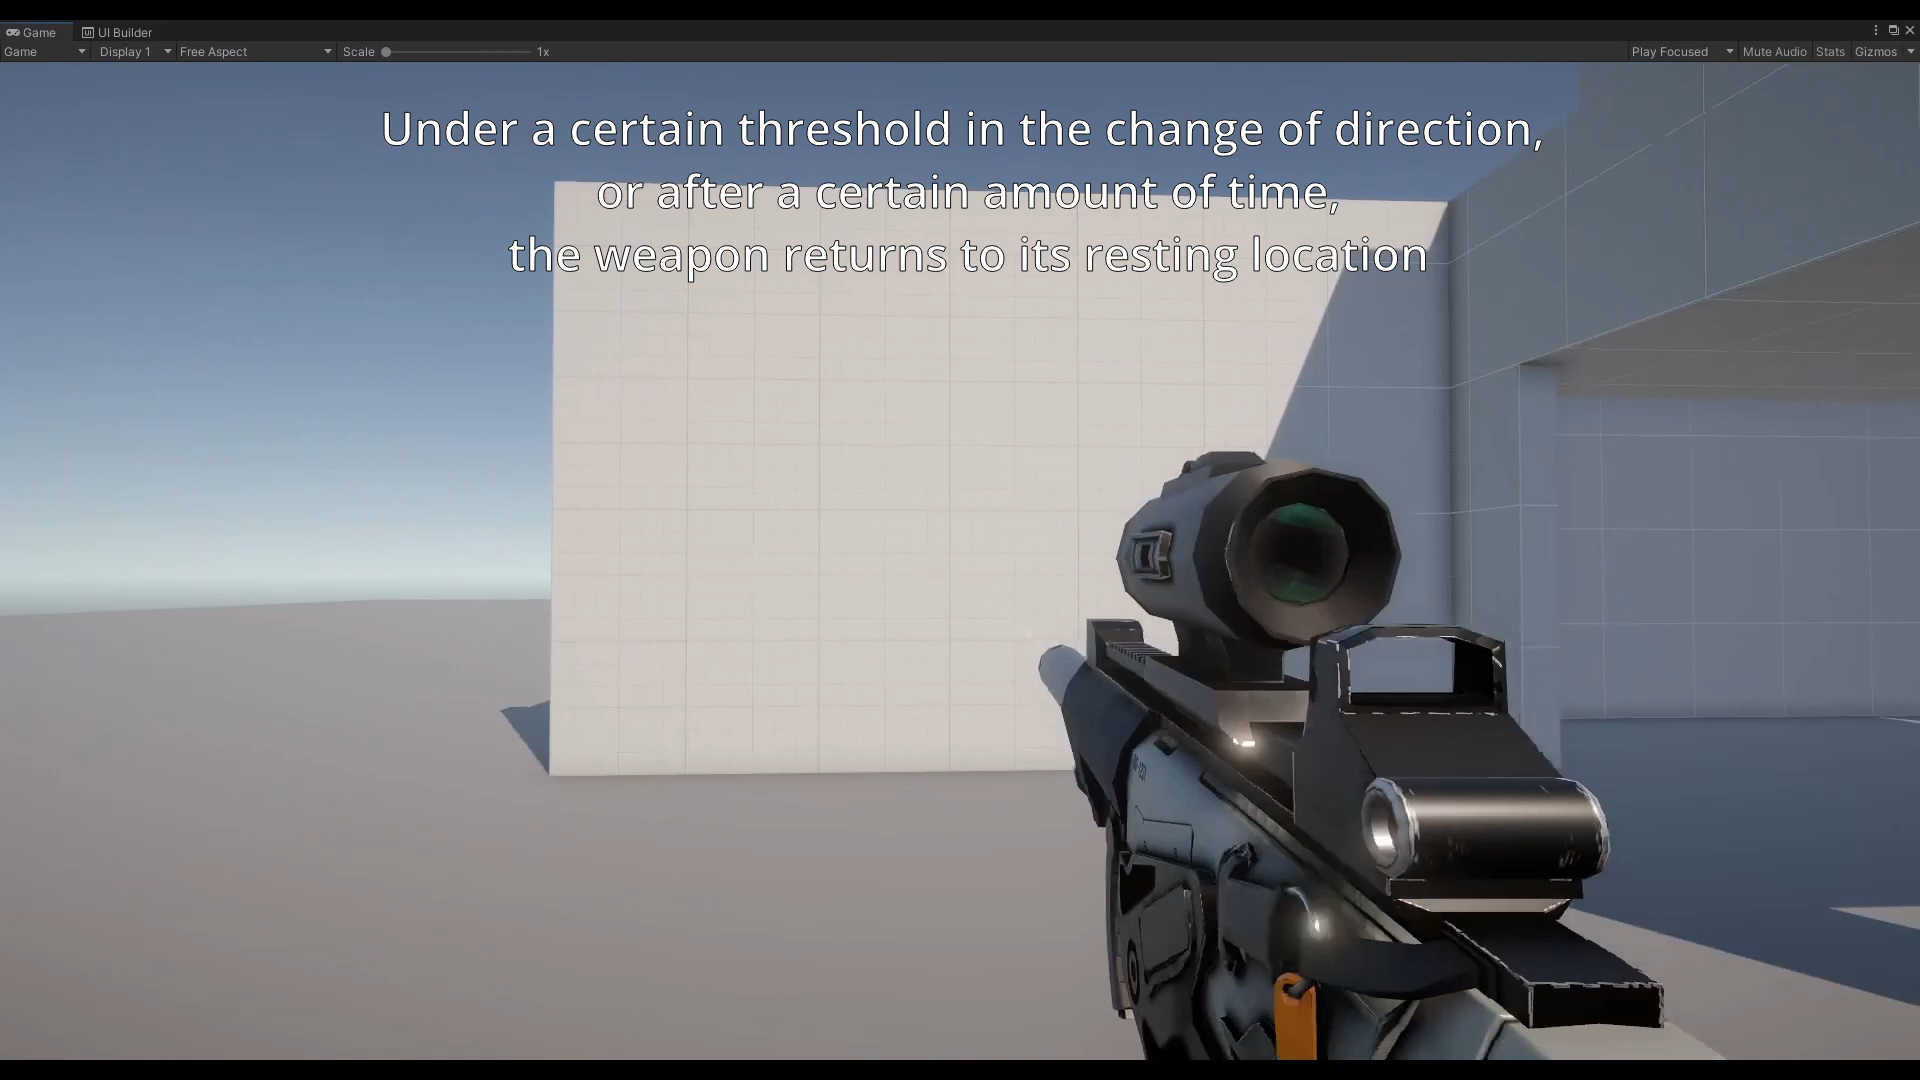 Game
UI Builder
Game
Display 1
Free Aspect
Scale
1x
Play Focused
Mute Audio
Stats
Gizmos
Under a certain threshold in the change of direction,
or after a certain amount of time,
the weapon returns to its resting location